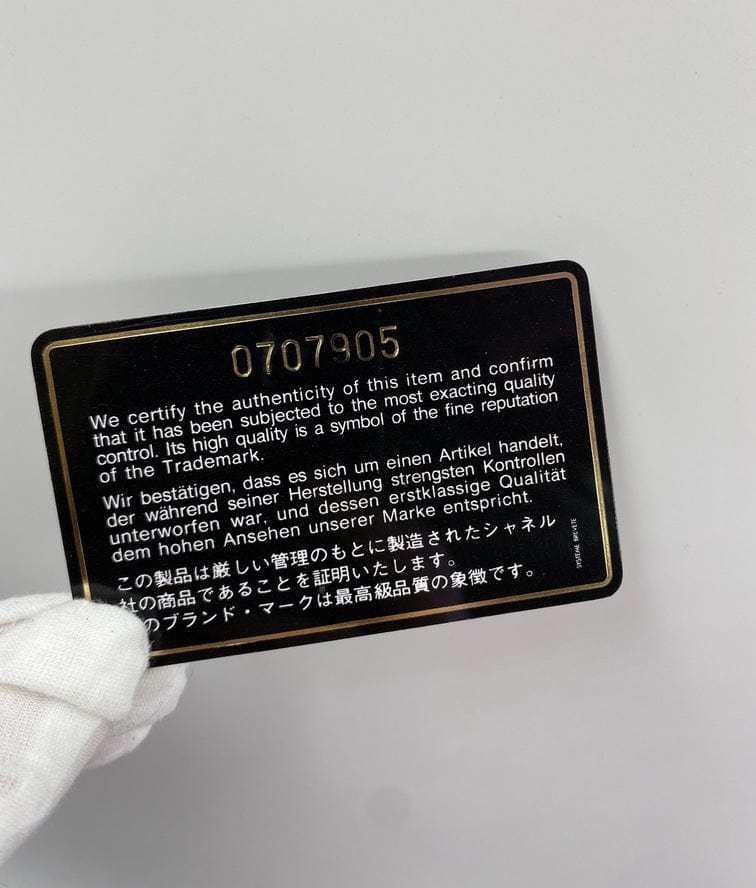 0707905
We certify the authenticity of this item and confirm
that it has been subjected to the most exacting quality
control. Its high quality is a symbol of the fine reputation
of the Trademark.
Wir bestätigen, dass es sich um einen Artikel handelt,
der während seiner Herstellung strengsten Kontrollen
unterworfen war, und dessen erstklassige Qualität
dem hohen Ansehen unserer Marke entspricht.
この製品は厳しい管理のもとに製造されたシャネル
社の商品であることを証明いたします。
のブランド・マークは最高級品質の象徴です。
SYSTEME BREVETE